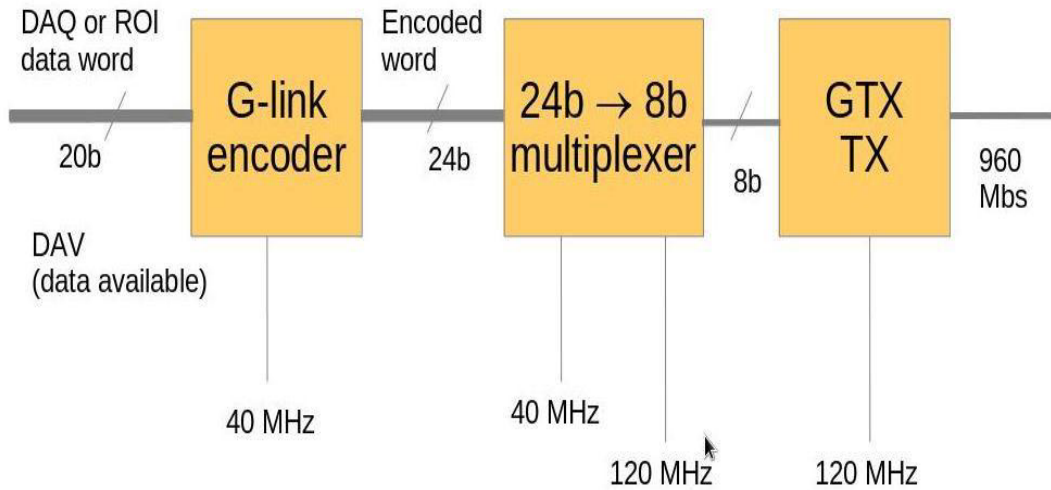 DAQ or ROI
data word
20b
DAV
(data available)
G-link
encoder
40 MHz
Encoded
word
24b
24b → 8b
multiplexer
40 MHz
120 MHz
8b
GTX
TX
120 MHz
960
Mbs